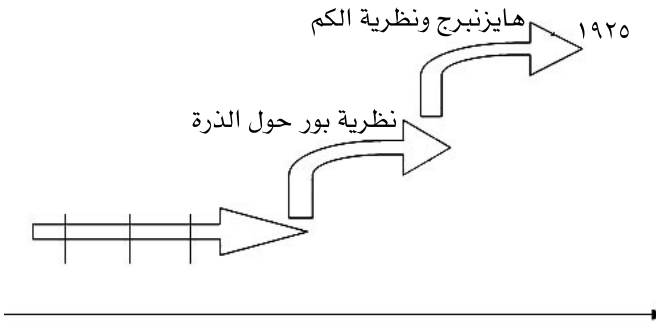 هايزنبرج ونظرية الكم
١٩٢٥
نظرية بور حول الذرة